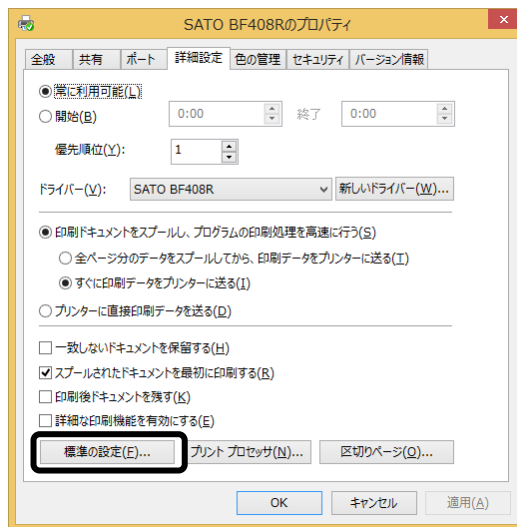 SATO BF408Rのプロパティ
全般 共有 ポート 詳細設定 色の管理 セキュリティ バージョン情報
常に利用可能(L)
開始(B) 0:00 終了 0:00
優先順位(Y): 1
ドライバー(V): SATO BF408R 新しいドライバー(W)...
印刷ドキュメントをスプールし、プログラムの印刷処理を高速に行う(S)
全ページ分のデータをスプールしてから、印刷データをプリンターに送る(T)
すぐに印刷データをプリンターに送る(I)
プリンターに直接印刷データを送る(D)
一致しないドキュメントを保留する(H)
スプールされたドキュメントを最初に印刷する(R)
印刷後ドキュメントを残す(K)
詳細な印刷機能を有効にする(E)
標準の設定(F)... プリント プロセッサ(N)... 区切りページ(O)...
OK キャンセル 適用(A)